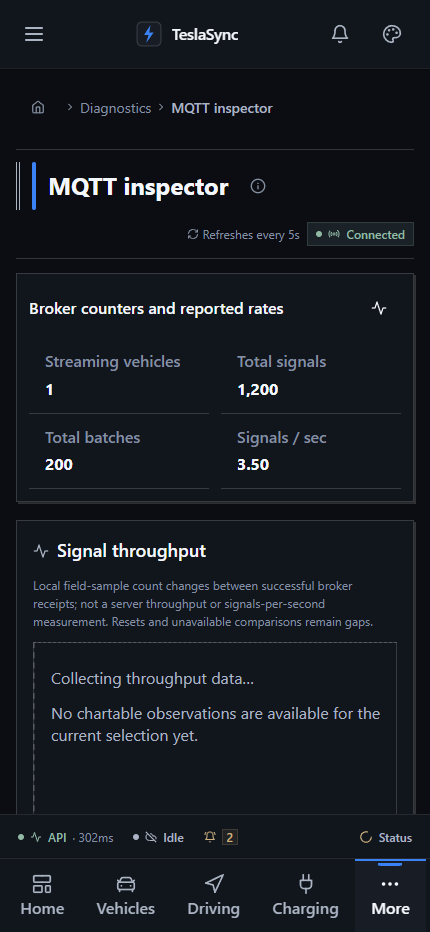 TeslaSync
Diagnostics
MQTT inspector
MQTT inspector
Refreshes every 5s
Connected
Broker counters and reported rates
Streaming vehicles
1
Total signals
1,200
Total batches
200
Signals / sec
3.50
Signal throughput
Local field-sample count changes between successful broker
receipts; not a server throughput or signals-per-second
measurement. Resets and unavailable comparisons remain gaps.
Collecting throughput data...
No chartable observations are available for the
current selection yet.
API · 302ms
Idle
2
Status
Home
Vehicles
Driving
Charging
More